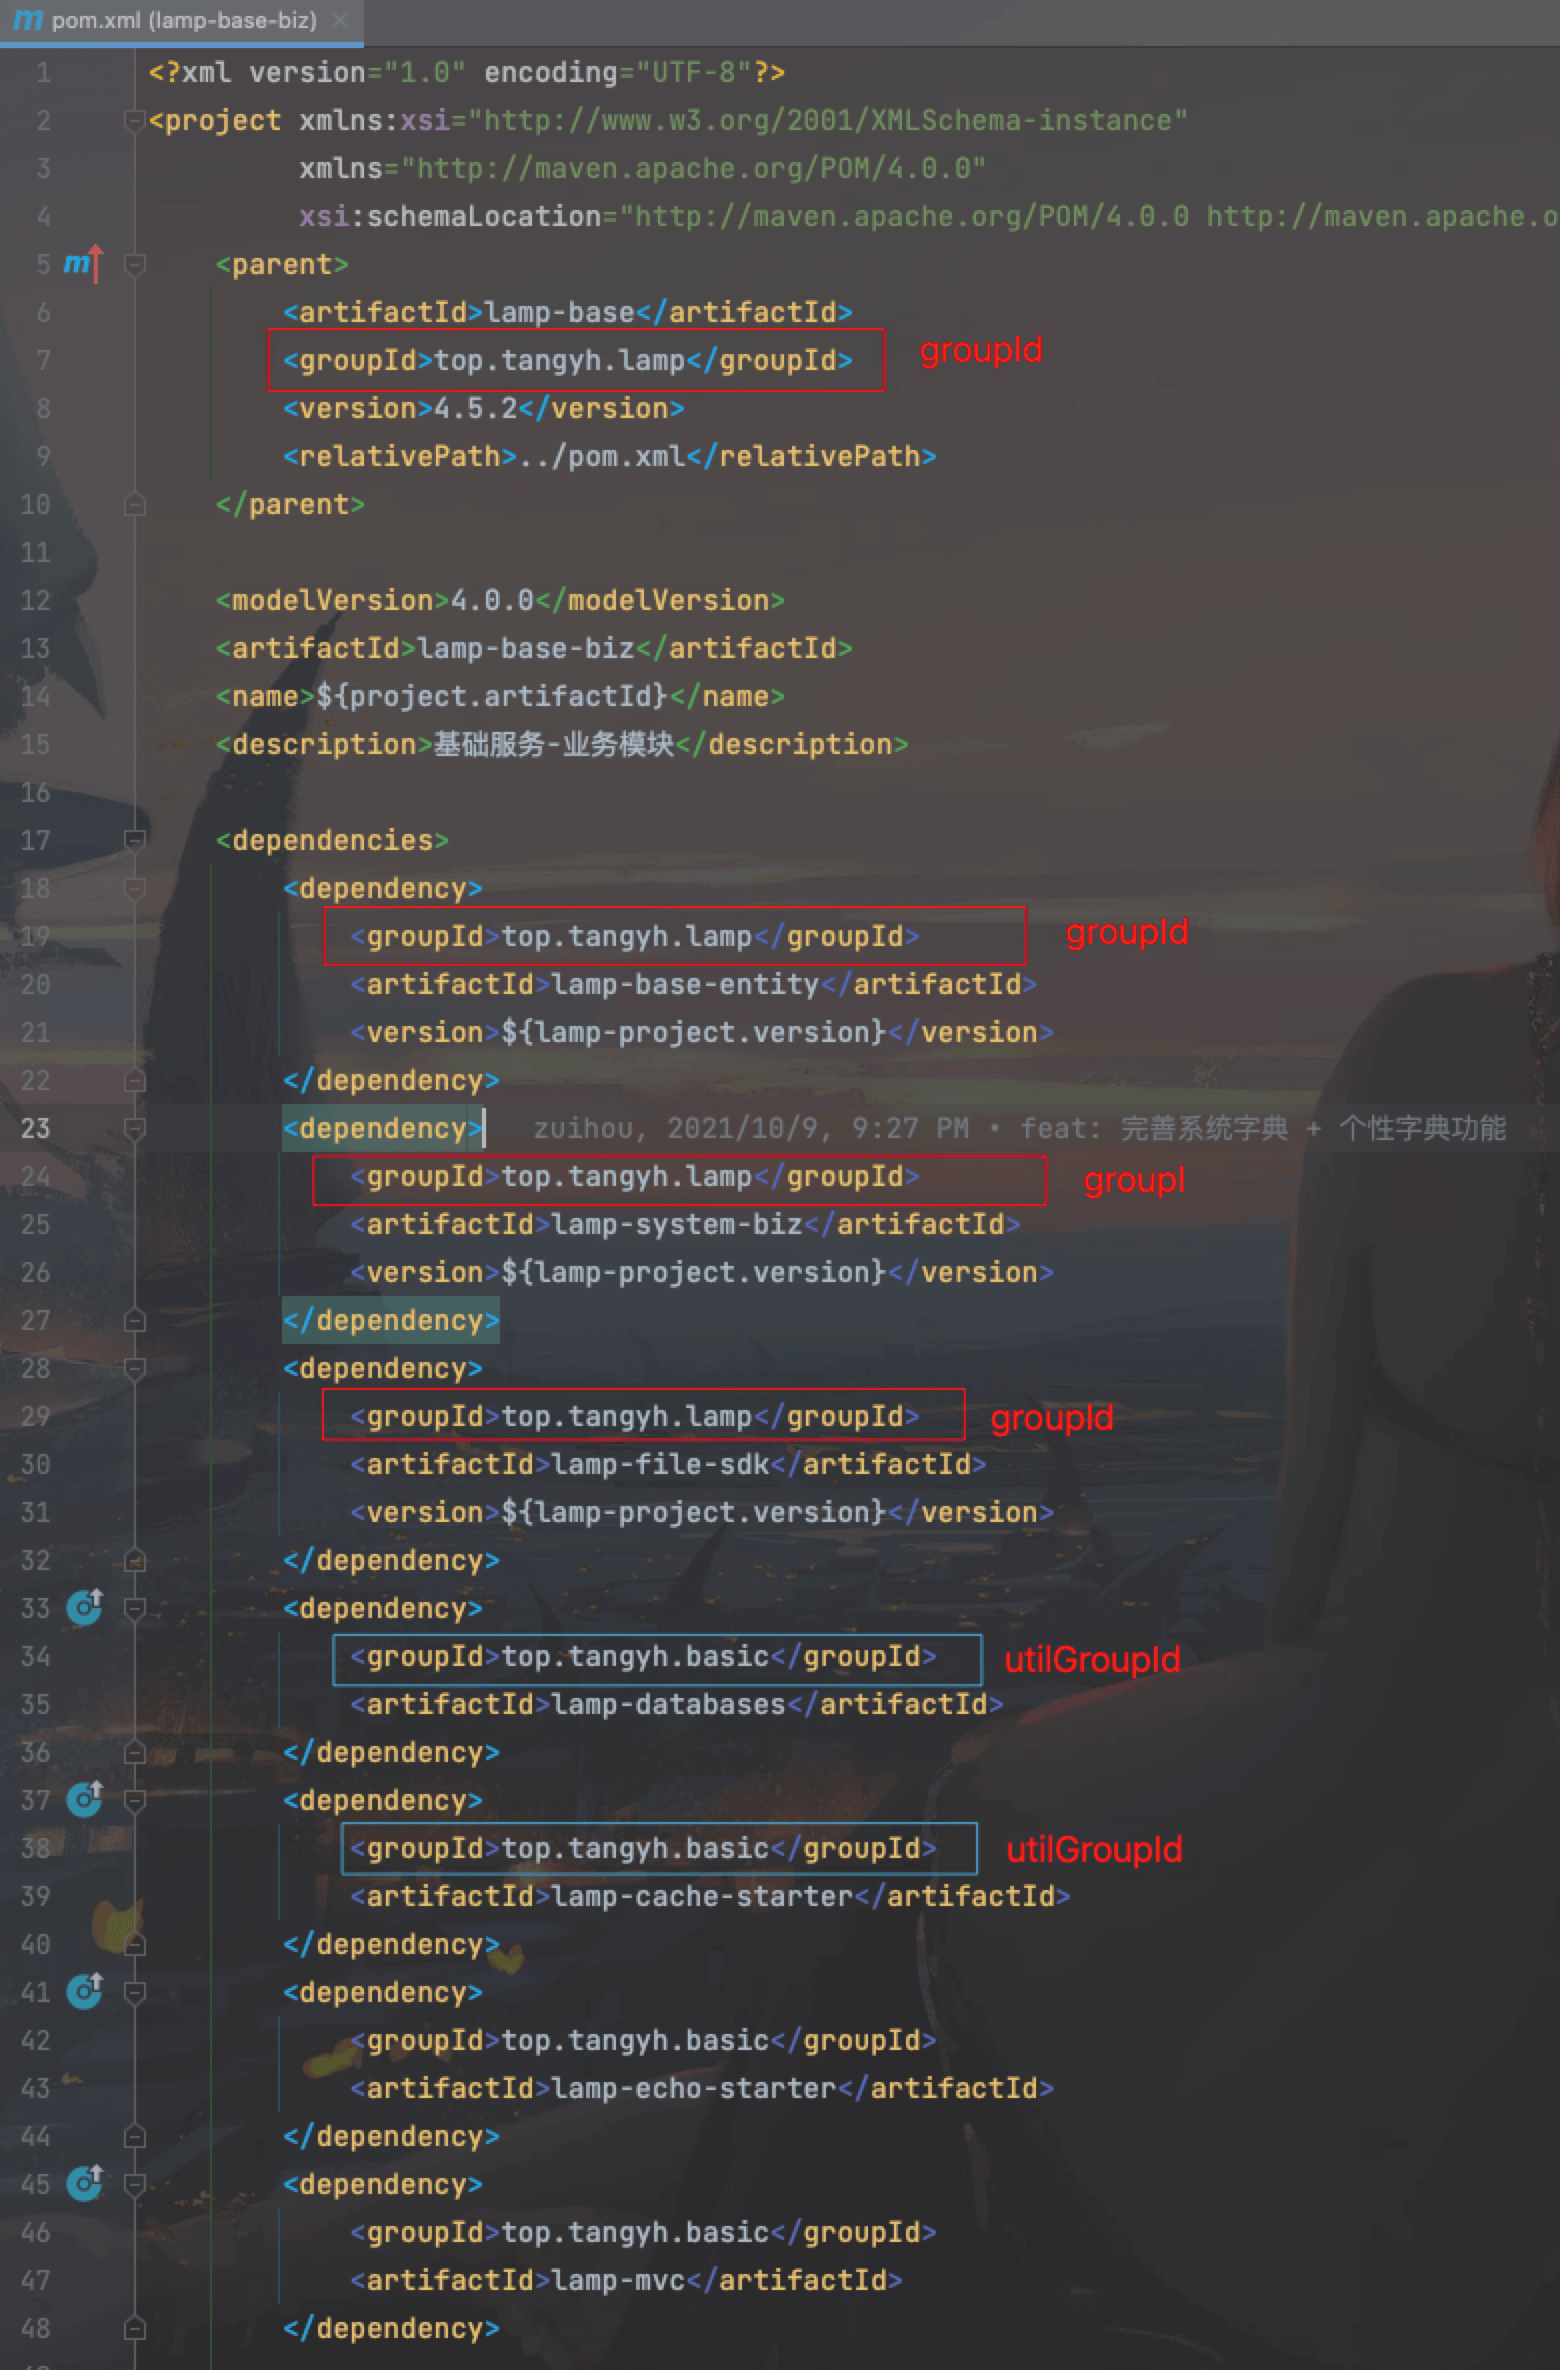 pom.xml (lamp-base-biz)
1 <?xml version="1.0" encoding="UTF-8"?>
2 <project xmlns:xsi="http://www.w3.org/2001/XMLSchema-instance"
3 xmlns="http://maven.apache.org/POM/4.0.0"
4 xsi:schemaLocation="http://maven.apache.org/POM/4.0.0 http://maven.apache.o
5 <parent>
6 <artifactId>lamp-base</artifactId>
7 <groupId>top.tangyh.lamp</groupId> groupId
8 <version>4.5.2</version>
9 <relativePath>../pom.xml</relativePath>
10 </parent>
11
12 <modelVersion>4.0.0</modelVersion>
13 <artifactId>lamp-base-biz</artifactId>
14 <name>${project.artifactId}</name>
15 <description>基础服务-业务模块</description>
16
17 <dependencies>
18 <dependency>
19 <groupId>top.tangyh.lamp</groupId> groupId
20 <artifactId>lamp-base-entity</artifactId>
21 <version>${lamp-project.version}</version>
22 </dependency>
23 <dependency> zuihou, 2021/10/9, 9:27 PM • feat: 完善系统字典 + 个性字典功能
24 <groupId>top.tangyh.lamp</groupId> groupI
25 <artifactId>lamp-system-biz</artifactId>
26 <version>${lamp-project.version}</version>
27 </dependency>
28 <dependency>
29 <groupId>top.tangyh.lamp</groupId> groupId
30 <artifactId>lamp-file-sdk</artifactId>
31 <version>${lamp-project.version}</version>
32 </dependency>
33 <dependency>
34 <groupId>top.tangyh.basic</groupId> utilGroupId
35 <artifactId>lamp-databases</artifactId>
36 </dependency>
37 <dependency>
38 <groupId>top.tangyh.basic</groupId> utilGroupId
39 <artifactId>lamp-cache-starter</artifactId>
40 </dependency>
41 <dependency>
42 <groupId>top.tangyh.basic</groupId>
43 <artifactId>lamp-echo-starter</artifactId>
44 </dependency>
45 <dependency>
46 <groupId>top.tangyh.basic</groupId>
47 <artifactId>lamp-mvc</artifactId>
48 </dependency>